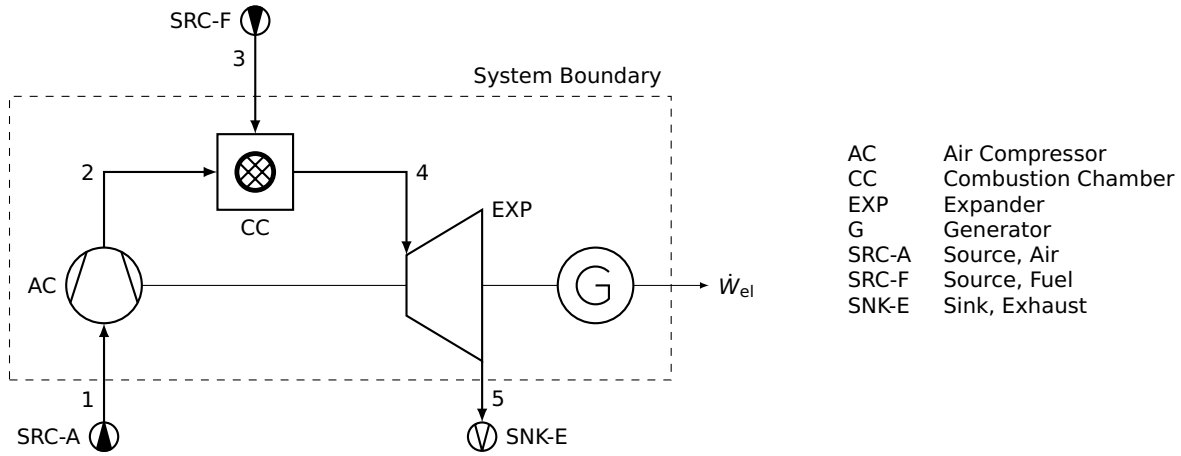 SRC-F
3
System Boundary
2
4
CC
EXP
AC
G
Ẇel
1
5
SRC-A
SNK-E
AC Air Compressor
CC Combustion Chamber
EXP Expander
G Generator
SRC-A Source, Air
SRC-F Source, Fuel
SNK-E Sink, Exhaust